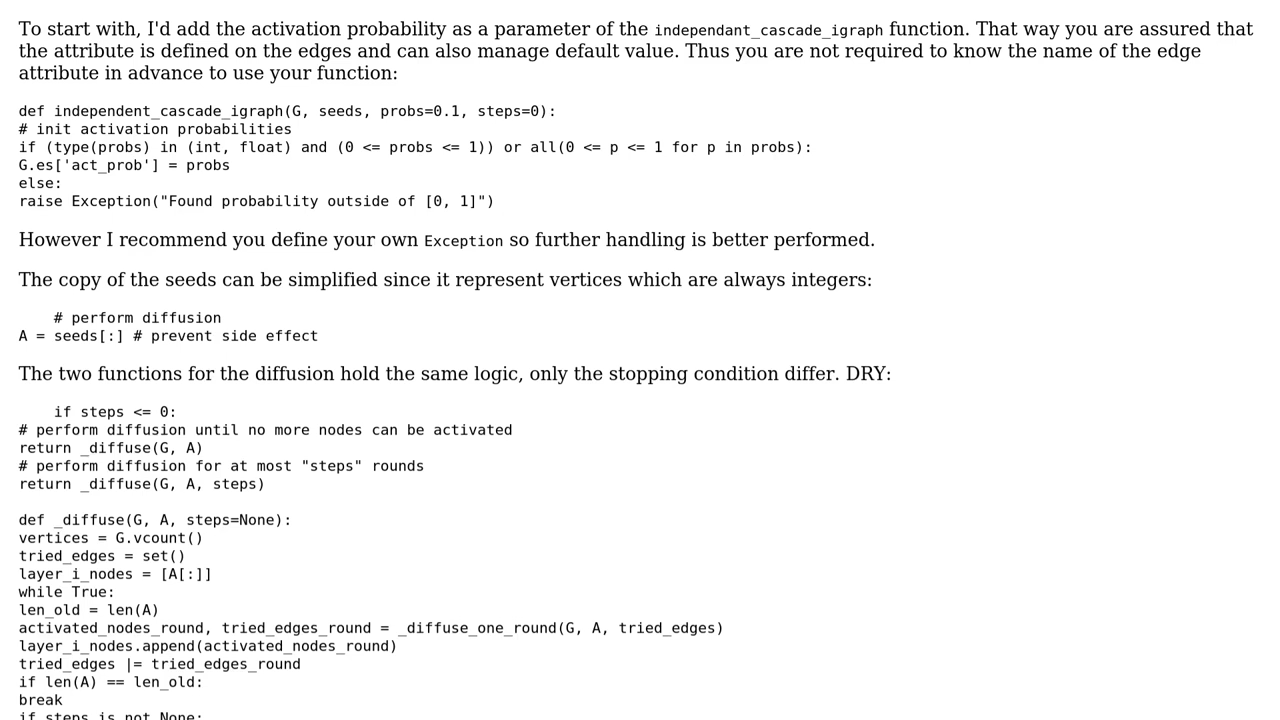 To start with, I'd add the activation probability as a parameter of the independant_cascade_igraph function. That way you are assured that
the attribute is defined on the edges and can also manage default value. Thus you are not required to know the name of the edge
attribute in advance to use your function:
def independent_cascade_igraph(G, seeds, probs=0.1, steps=0):
# init activation probabilities
if (type(probs) in (int, float) and (0 <= probs <= 1)) or all(0 <= p <= 1 for p in probs):
G.es['act_prob'] = probs
else:
raise Exception("Found probability outside of [0, 1]")
However I recommend you define your own Exception so further handling is better performed.
The copy of the seeds can be simplified since it represent vertices which are always integers:
    # perform diffusion
A = seeds[:] # prevent side effect
The two functions for the diffusion hold the same logic, only the stopping condition differ. DRY:
    if steps <= 0:
# perform diffusion until no more nodes can be activated
return _diffuse(G, A)
# perform diffusion for at most "steps" rounds
return _diffuse(G, A, steps)
def _diffuse(G, A, steps=None):
vertices = G.vcount()
tried_edges = set()
layer_i_nodes = [A[:]]
while True:
len_old = len(A)
activated_nodes_round, tried_edges_round = _diffuse_one_round(G, A, tried_edges)
layer_i_nodes.append(activated_nodes_round)
tried_edges |= tried_edges_round
if len(A) == len_old:
break
if steps is not None: